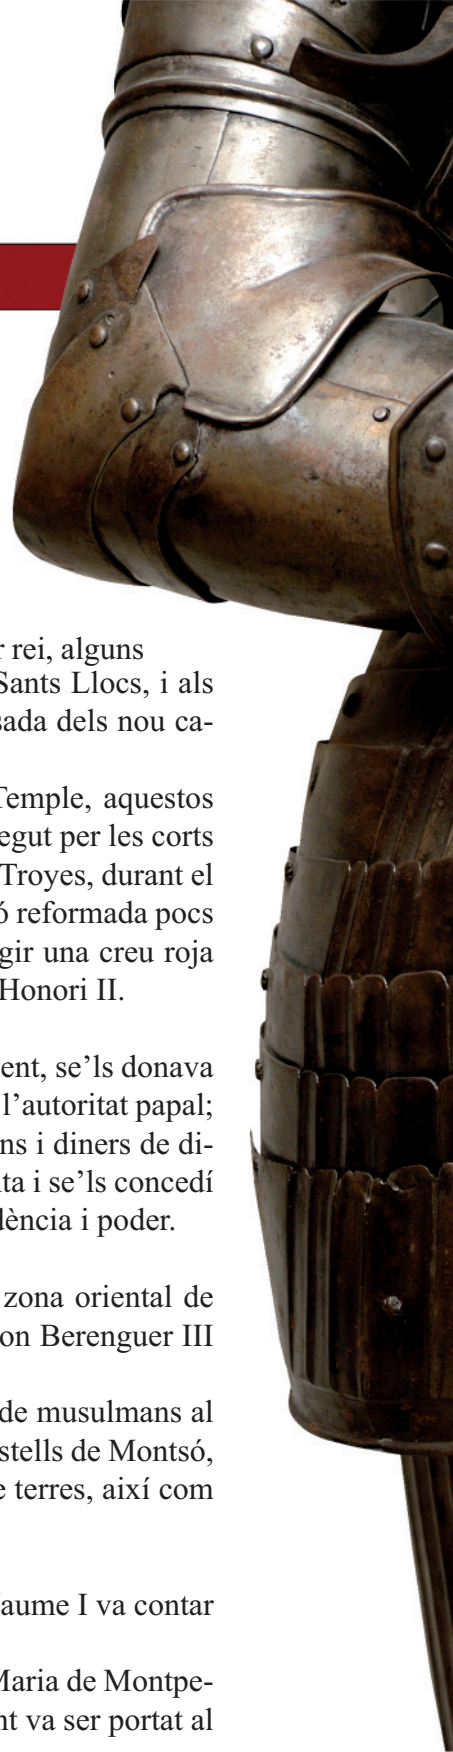 r rei, alguns
Sants Llocs, i als
sada dels nou ca-
Temple, aquestos
egut per les corts
Troyes, durant el
ó reformada pocs
gir una creu roja
Honori II.
ent, se’ls donava
l’autoritat papal;
ns i diners de di-
ta i se’ls concedí
dència i poder.
zona oriental de
on Berenguer III
de musulmans al
stells de Montsó,
e terres, així com
aume I va contar
Maria de Montpe-
nt va ser portat al